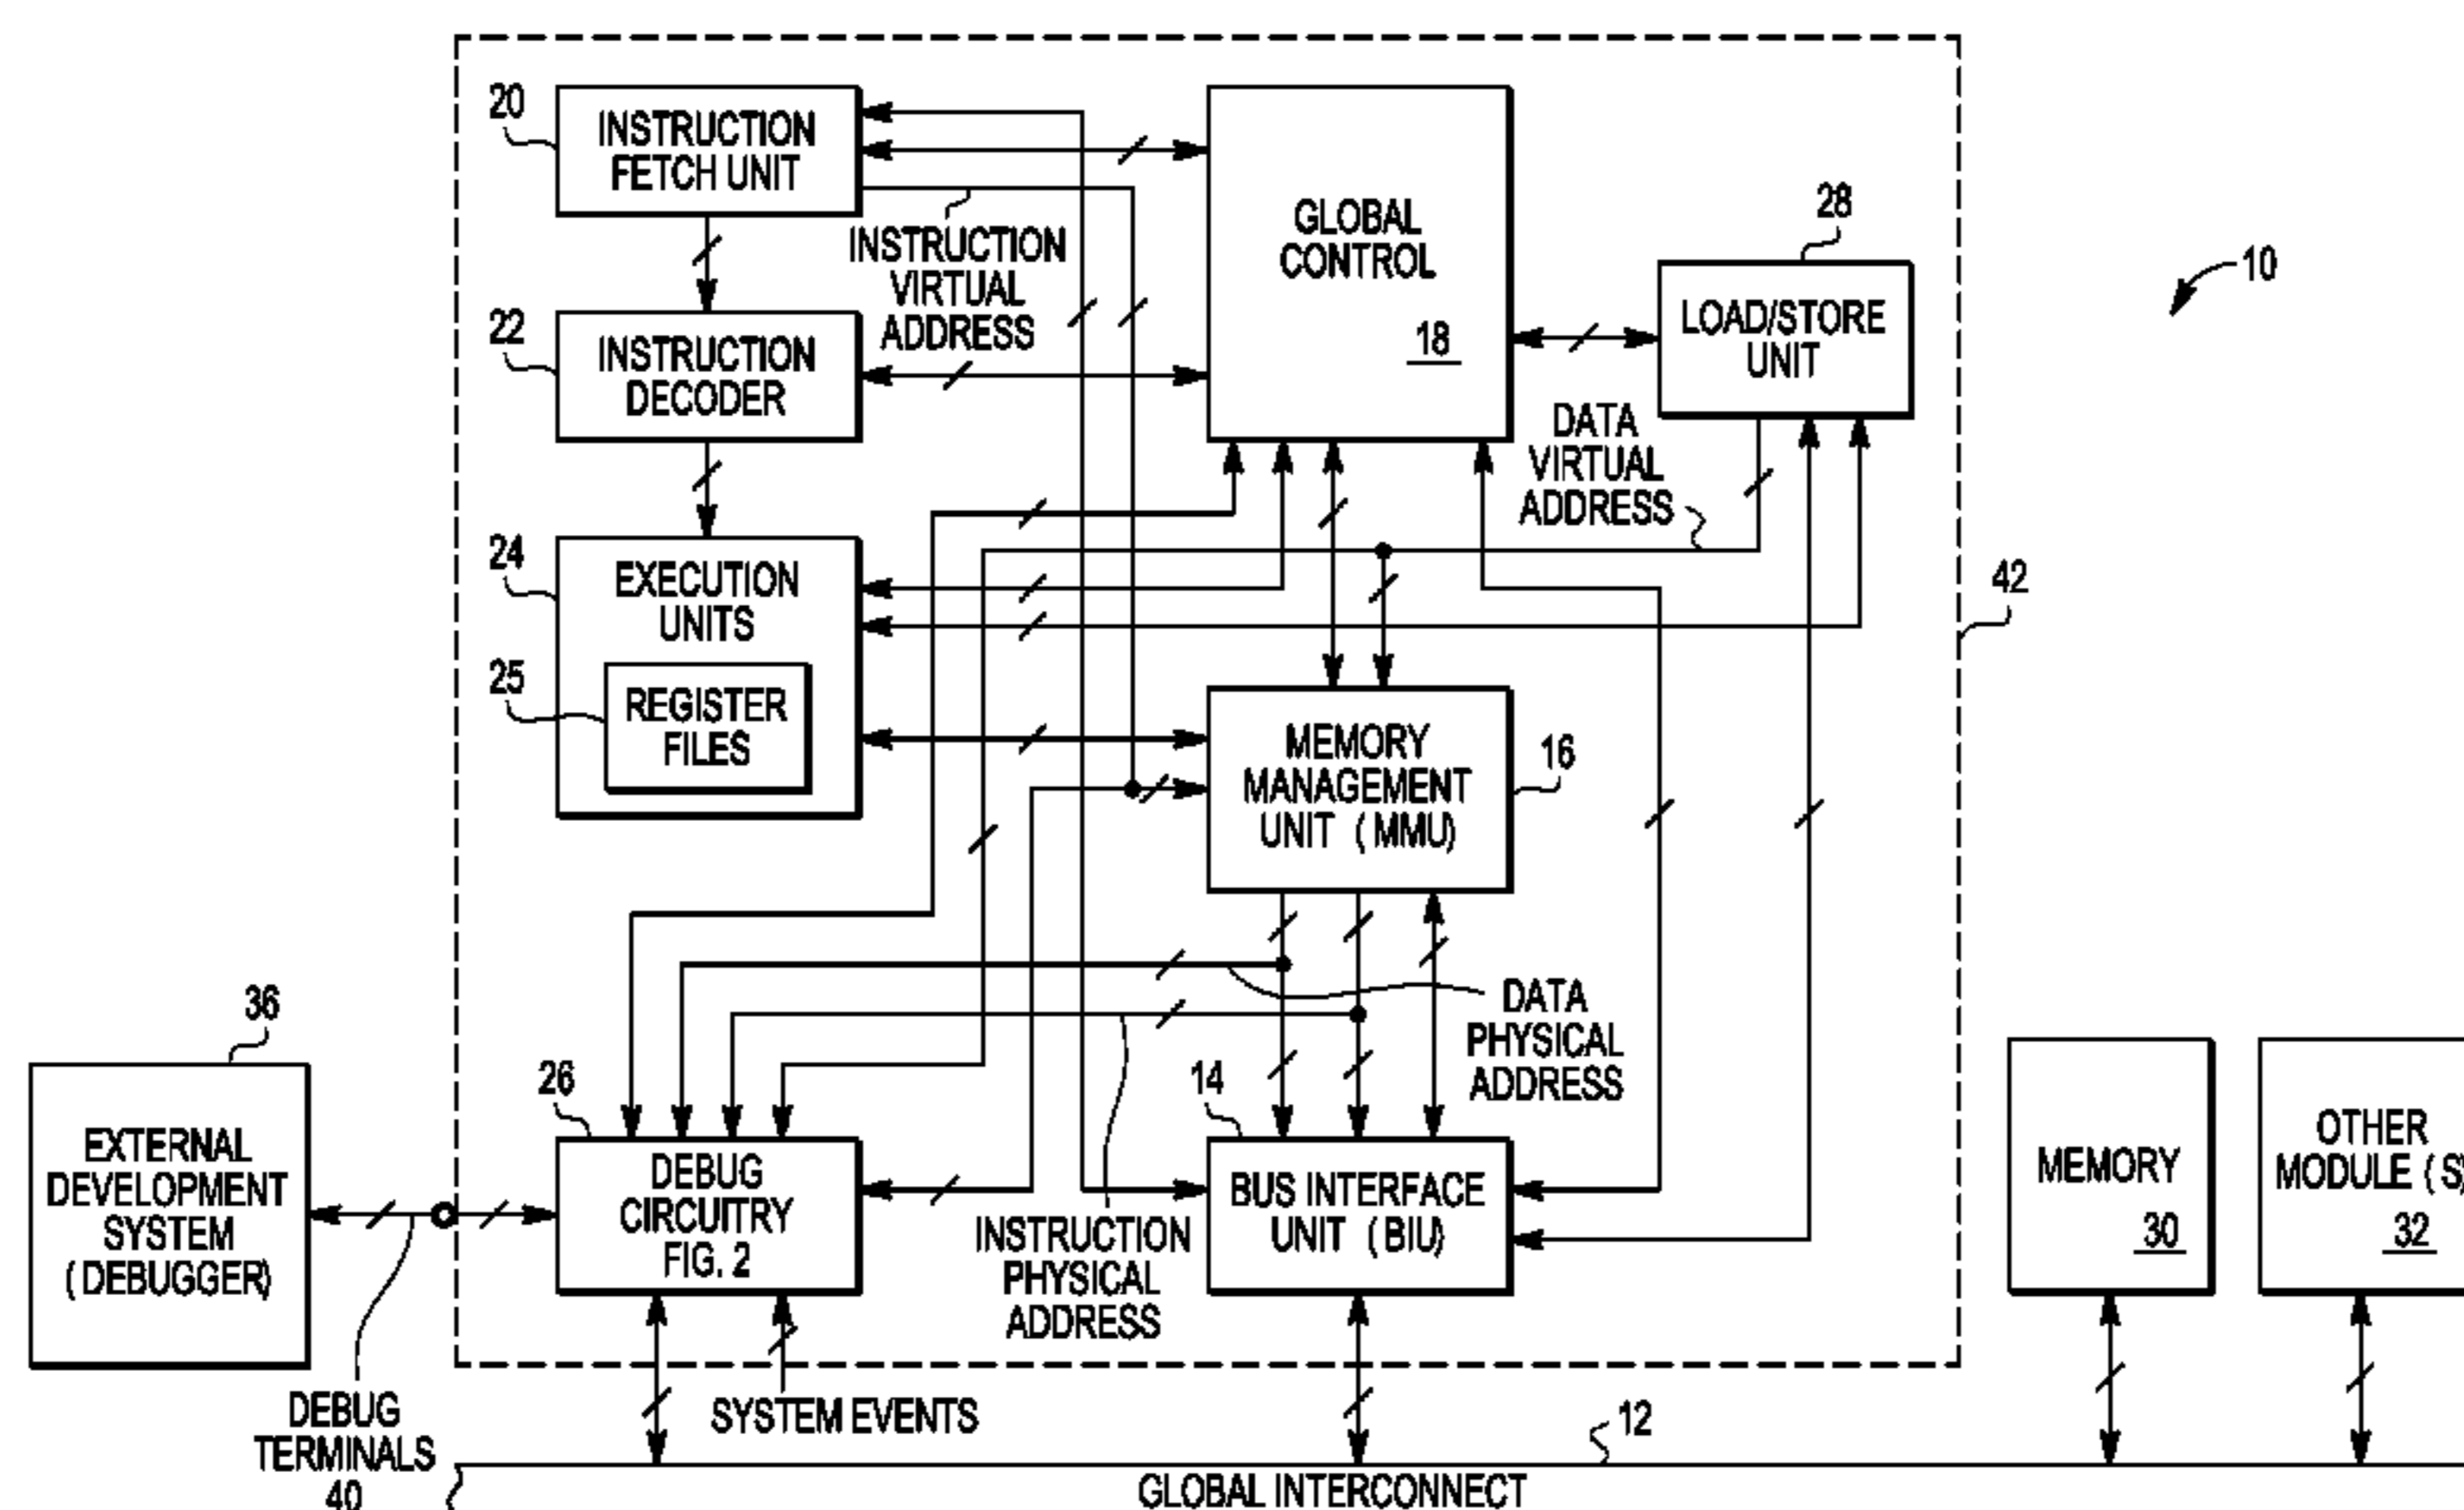 20
INSTRUCTION
FETCH UNIT
INSTRUCTION
VIRTUAL
ADDRESS
GLOBAL
CONTROL
18
28
LOAD/STORE
UNIT
10
22
INSTRUCTION
DECODER
DATA
VIRTUAL
ADDRESS
24
EXECUTION
UNITS
25
REGISTER
FILES
42
MEMORY
MANAGEMENT
UNIT (MMU)
16
DATA
PHYSICAL
ADDRESS
36
EXTERNAL
DEVELOPMENT
SYSTEM
(DEBUGGER)
26
DEBUG
CIRCUITRY
FIG. 2
14
BUS INTERFACE
UNIT (BIU)
INSTRUCTION
PHYSICAL
ADDRESS
MEMORY
30
OTHER
MODULE (S)
32
DEBUG
TERMINALS
40
SYSTEM EVENTS
12
GLOBAL INTERCONNECT